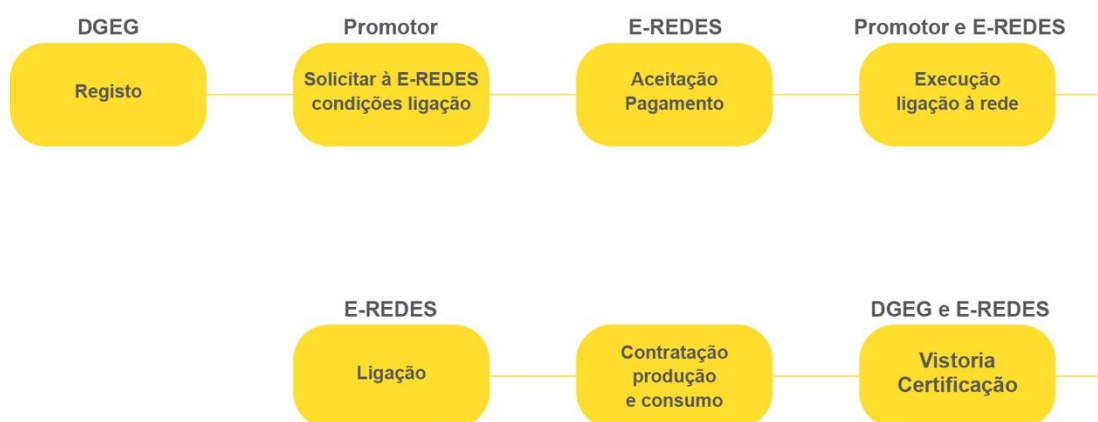 DGEG
Registo
Promotor
Solicitar à E-REDES
condições ligação
E-REDES
Aceitação
Pagamento
Promotor e E-REDES
Execução
ligação à rede
E-REDES
Ligação
Contratação
produção
e consumo
DGEG e E-REDES
Vistoria
Certificação